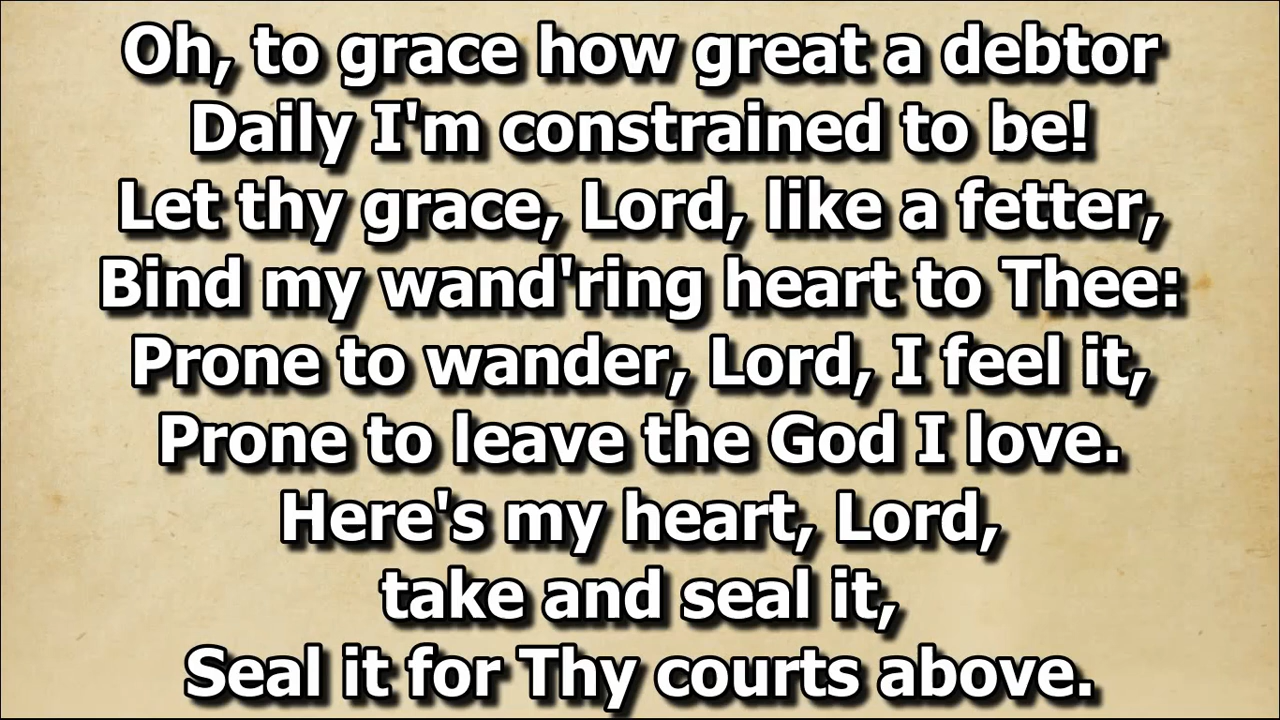 Oh, to grace how great a debtor
Daily I'm constrained to be!
Let thy grace, Lord, like a fetter,
Bind my wand'ring heart to Thee:
Prone to wander, Lord, I feel it,
Prone to leave the God I love.
Here's my heart, Lord,
take and seal it,
Seal it for Thy courts above.